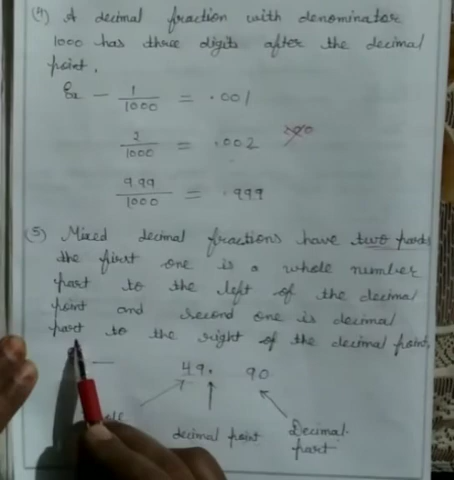 (4) A decimal fraction with denominator
1000 has three digits after the decimal
point.
Ex - 1/1000 = .001
2/1000 = .002
9.99/1000 = .999
(5) Mixed decimal fractions have two parts
the first one is a whole number
part to the left of the decimal
point and second one is decimal
part to the right of the decimal point.
49. 90
decimal point Decimal
part